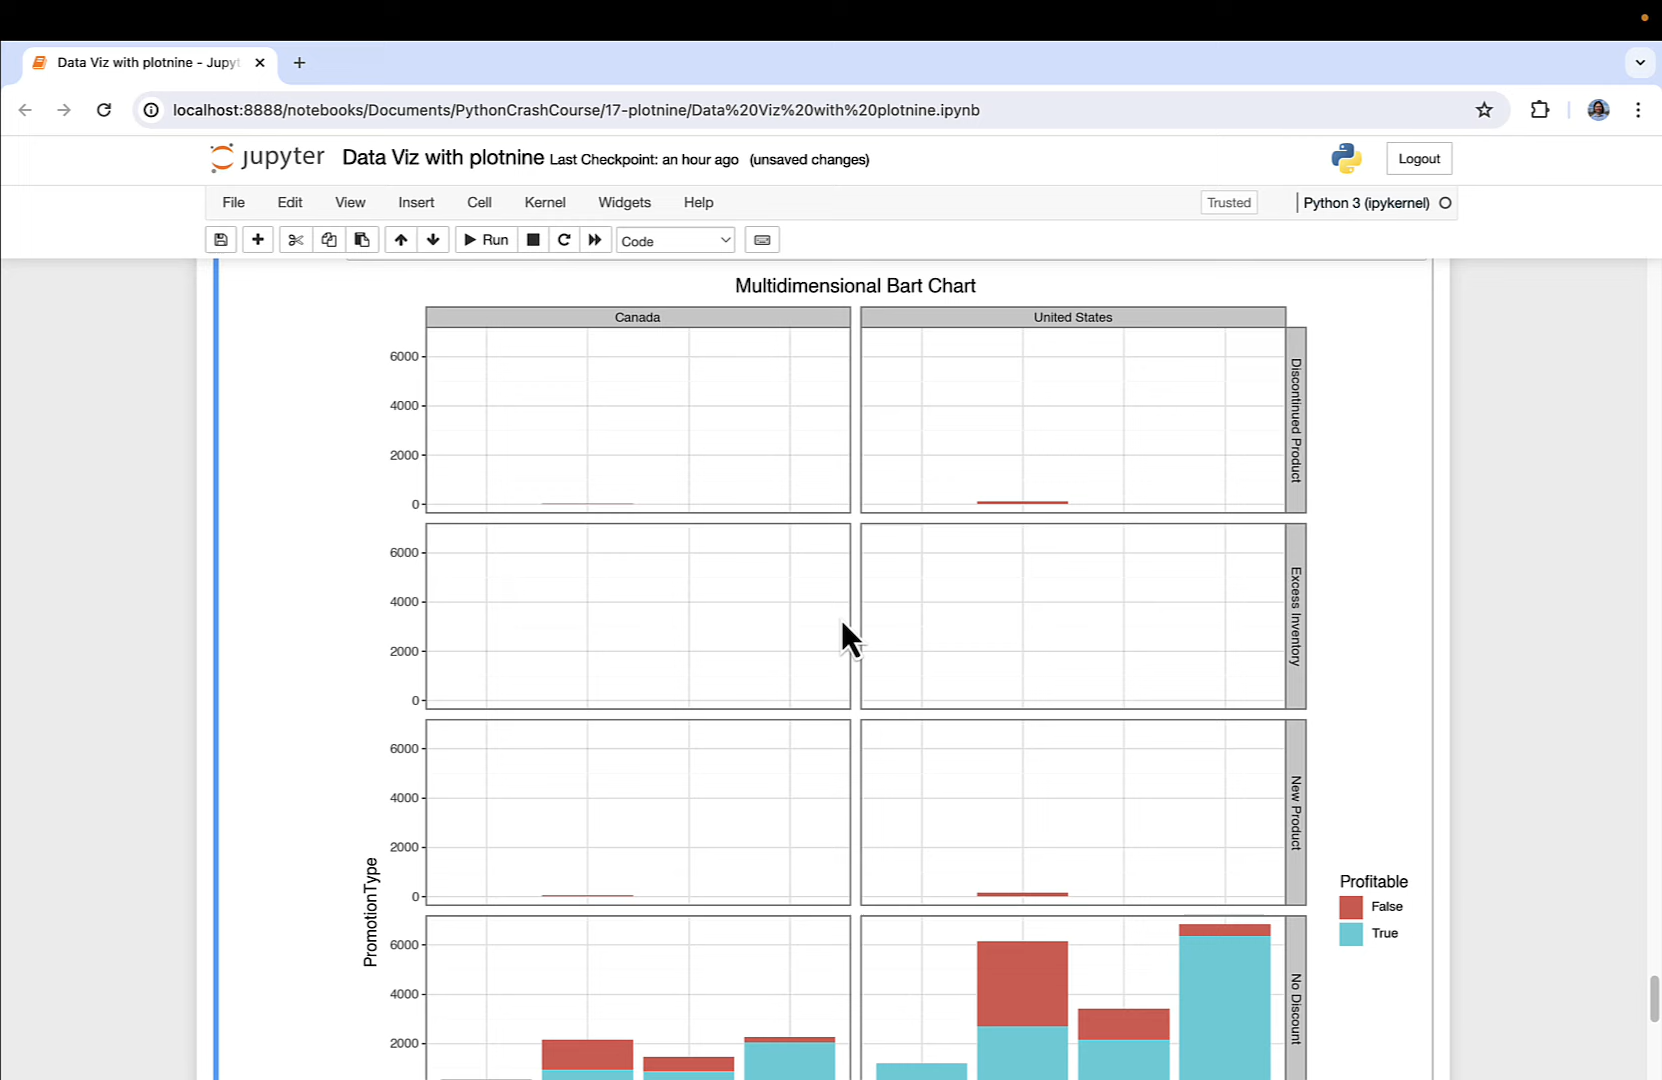 Data Viz with plotnine - Jupyt
localhost:8888/notebooks/Documents/PythonCrashCourse/17-plotnine/Data%20Viz%20with%20plotnine.ipynb
jupyter Data Viz with plotnine Last Checkpoint: an hour ago (unsaved changes) Logout
File Edit View Insert Cell Kernel Widgets Help Trusted Python 3 (ipykernel)
Run Code
Multidimensional Bart Chart
Canada United States
6000
4000
2000
0
Discontinued Product
6000
4000
2000
0
Excess Inventory
6000
4000
2000
0
New Product
PromotionType
6000
4000
2000
No Discount
Profitable
False
True